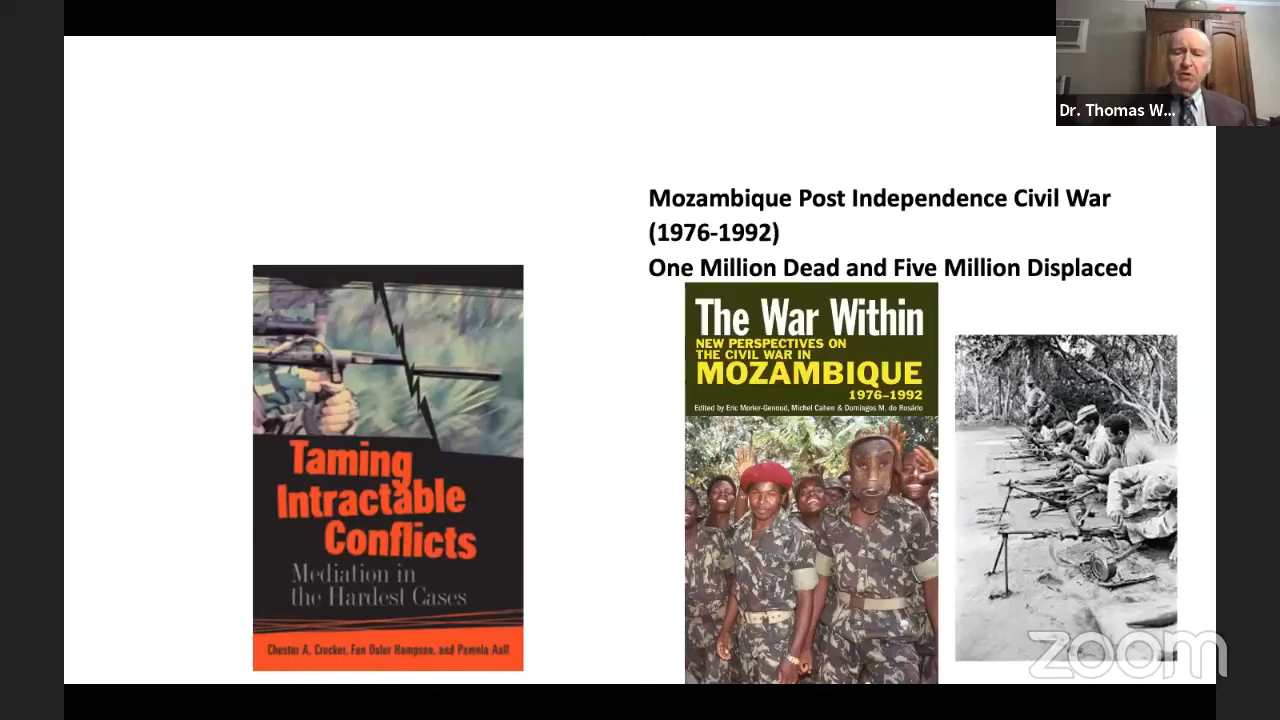 Dr. Thomas W...
Mozambique Post Independence Civil War
(1976-1992)
One Million Dead and Five Million Displaced
Taming
Intractable
Conflicts
Mediation in
the Hardest Cases
Chester A. Crocker, Fen Osler Hampson, and Pamela Aall
The War Within
NEW PERSPECTIVES ON
THE CIVIL WAR IN
MOZAMBIQUE
1976–1992
Edited by Eric Morier-Genoud, Michel Cahen & Domingos M. do Rosário
zoom